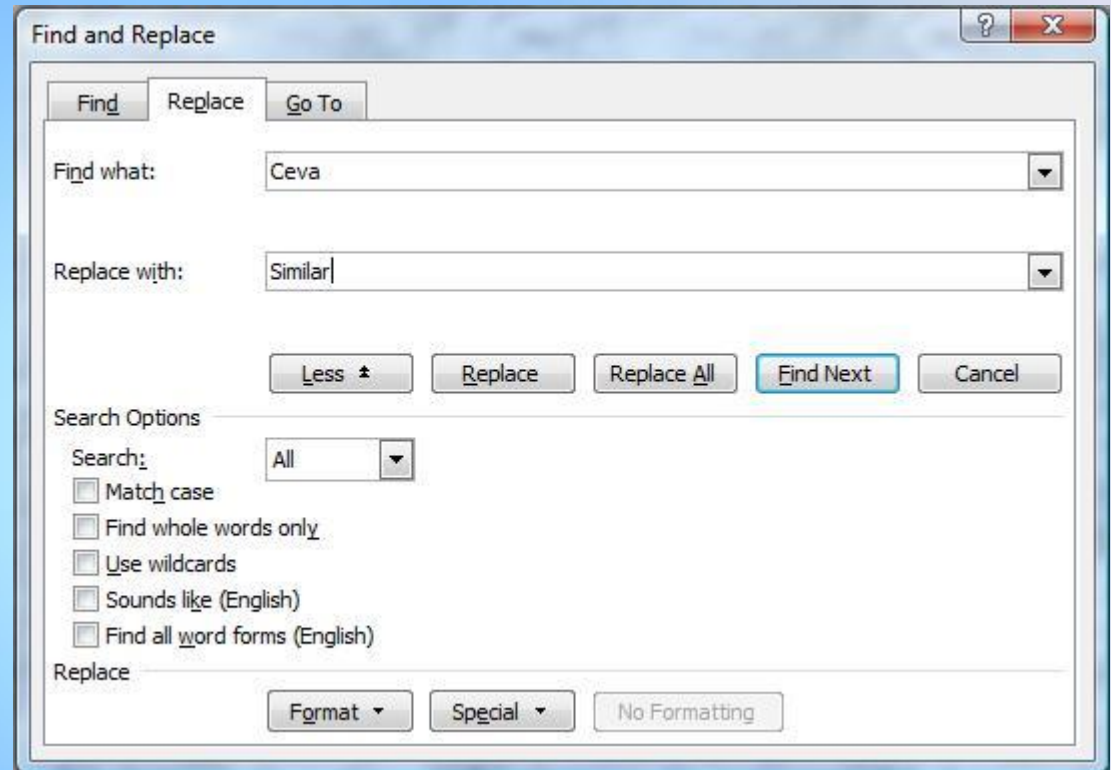 Find and Replace
Find Replace Go To
Find what: Ceva
Replace with: Similar
Less Replace Replace All Find Next Cancel
Search Options
Search: All
Match case
Find whole words only
Use wildcards
Sounds like (English)
Find all word forms (English)
Replace
Format Special No Formatting